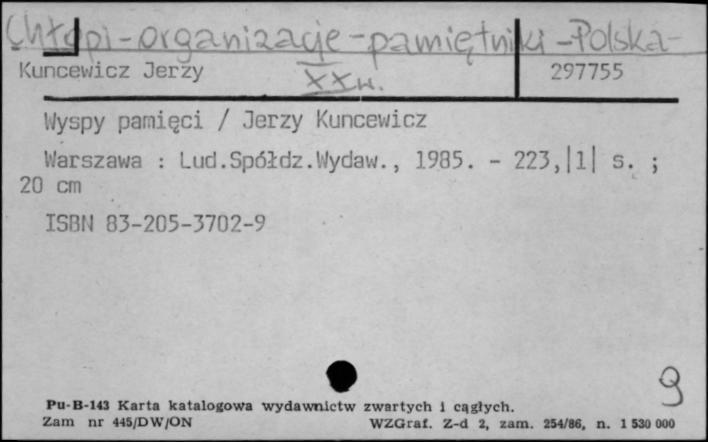 Chłopi - organizacje - pamiętniki - Polska -
XX w.
Kuncewicz Jerzy 297755
Wyspy pamięci / Jerzy Kuncewicz
Warszawa : Lud.Spółdz.Wydaw., 1985. - 223,|1| s. ;
20 cm
ISBN 83-205-3702-9
9
Pu-B-143 Karta katalogowa wydawnictw zwartych i cągłych.
Zam nr 445/DW/ON WZGraf. Z-d 2, zam. 254/86, n. 1 530 000